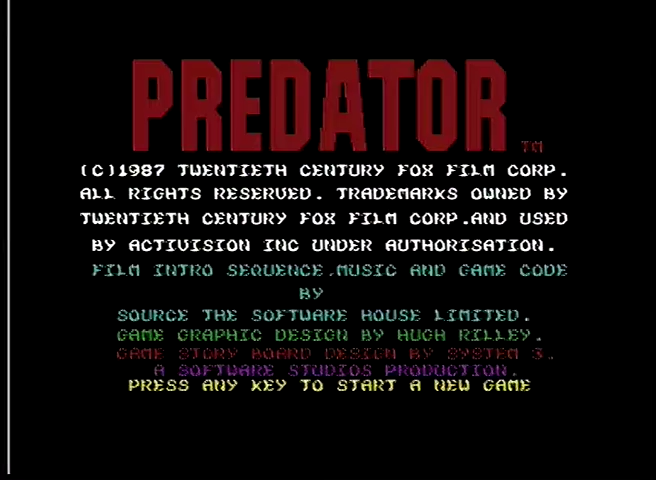 PREDATOR TM
(C)1987 TWENTIETH CENTURY FOX FILM CORP.
ALL RIGHTS RESERVED. TRADEMARKS OWNED BY
TWENTIETH CENTURY FOX FILM CORP.AND USED
BY ACTIVISION INC UNDER AUTHORISATION.
FILM INTRO SEQUENCE.MUSIC AND GAME CODE
BY
SOURCE THE SOFTWARE HOUSE LIMITED.
GAME GRAPHIC DESIGN BY HUGH RILLEY.
GAME STORY BOARD DESIGN BY SYSTEM 3.
A SOFTWARE STUDIOS PRODUCTION.
PRESS ANY KEY TO START A NEW GAME